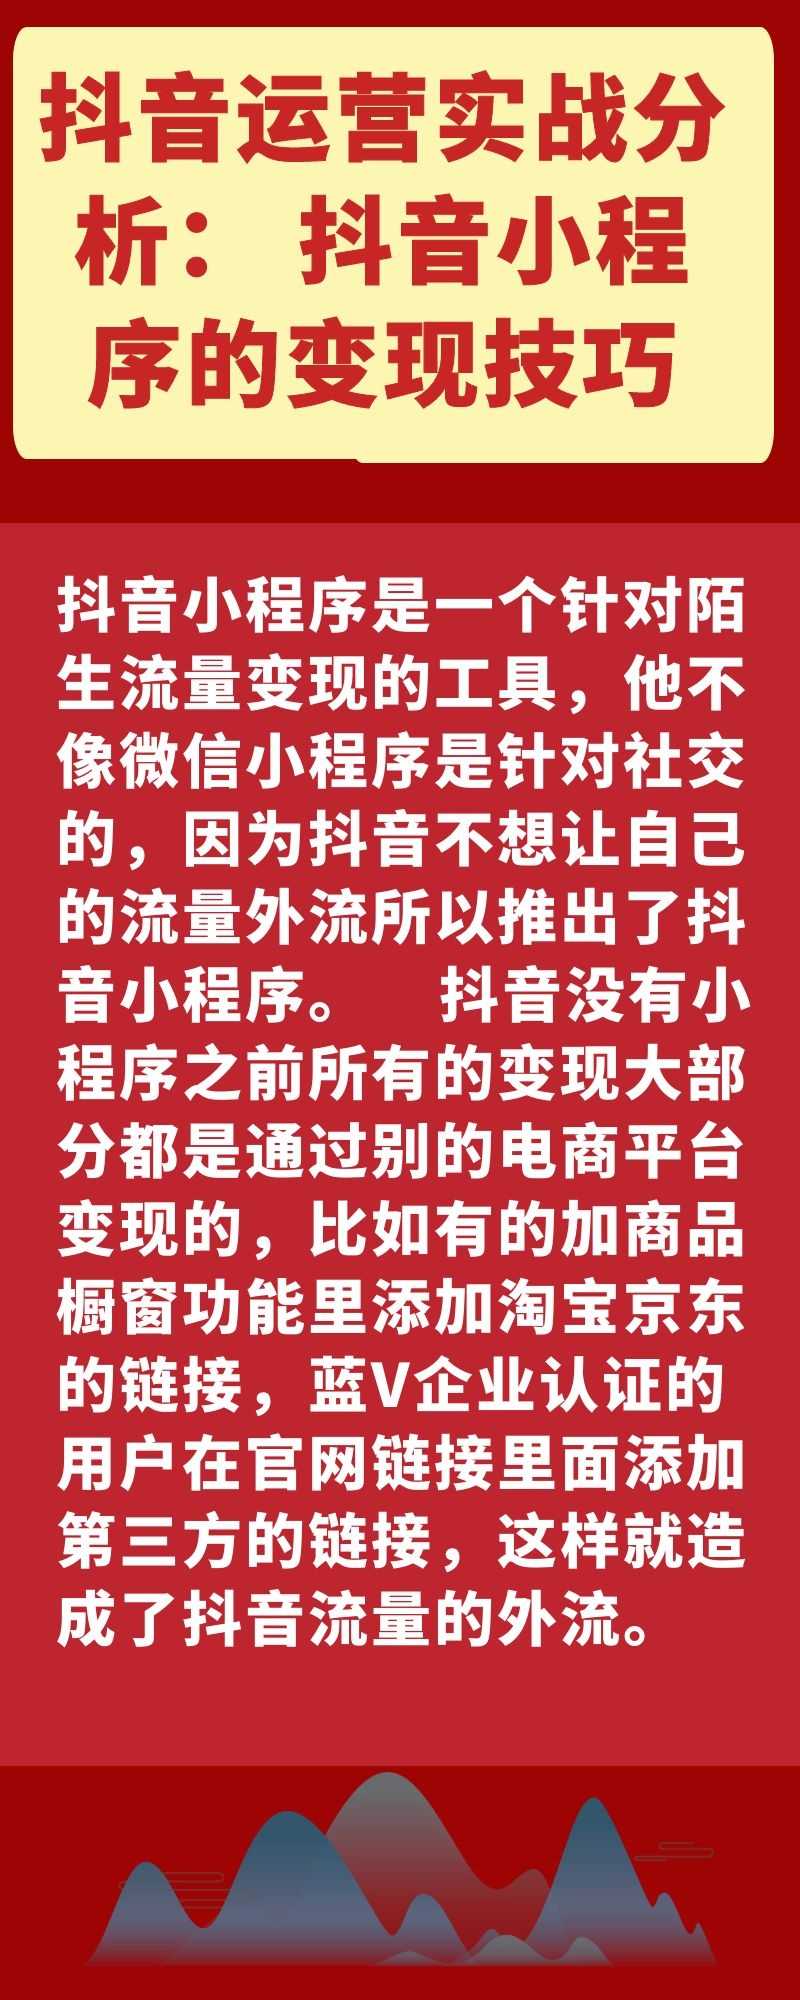 抖音运营实战分
析： 抖音小程
序的变现技巧
抖音小程序是一个针对陌
生流量变现的工具，他不
像微信小程序是针对社交
的，因为抖音不想让自己
的流量外流所以推出了抖
音小程序。 抖音没有小
程序之前所有的变现大部
分都是通过别的电商平台
变现的，比如有的加商品
橱窗功能里添加淘宝京东
的链接，蓝V企业认证的
用户在官网链接里面添加
第三方的链接，这样就造
成了抖音流量的外流。